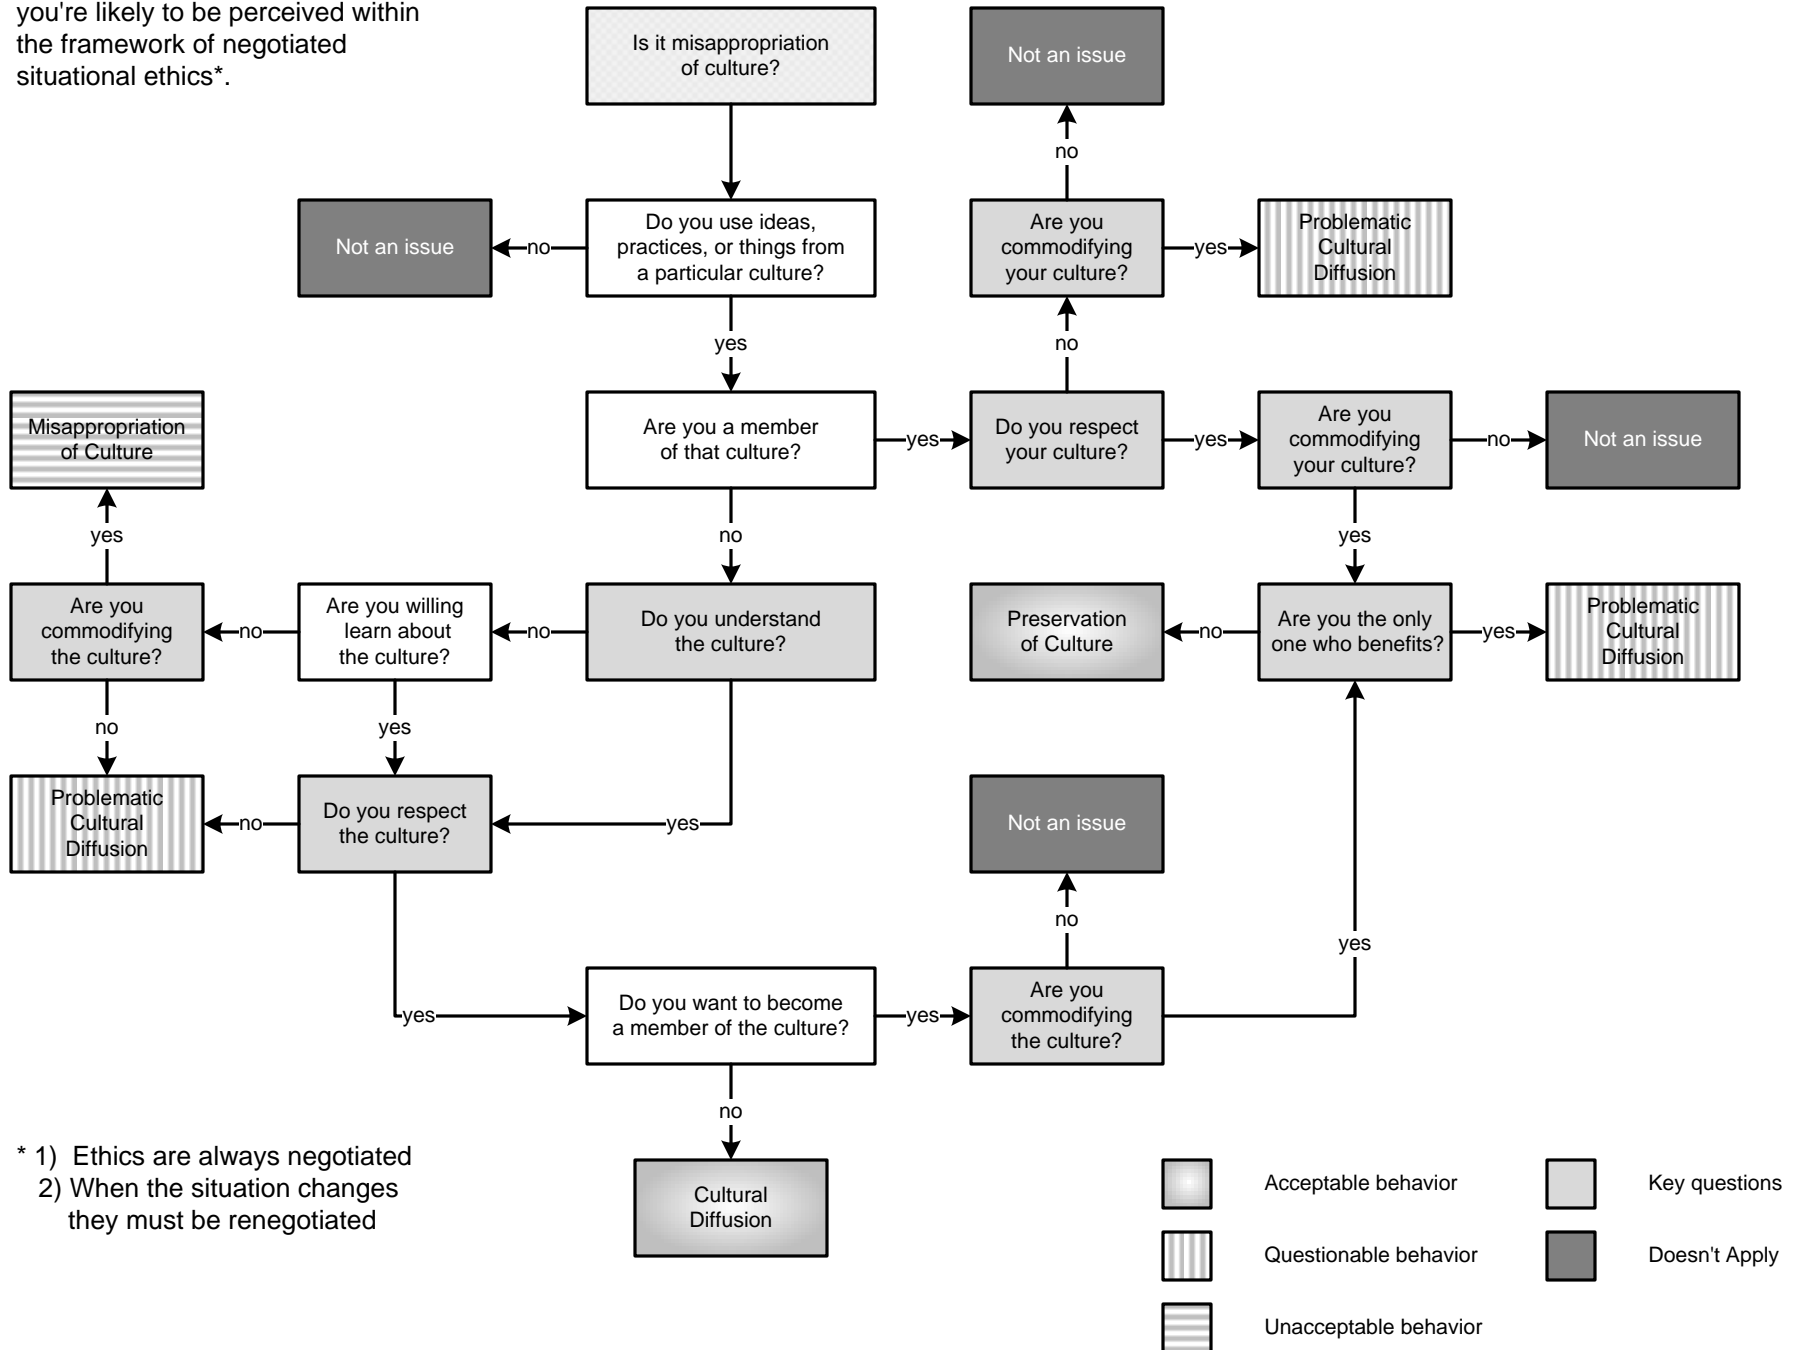 you're likely to be perceived within
the framework of negotiated
situational ethics*.
Is it misappropriation
of culture?
Not an issue
no
Not an issue
no
Do you use ideas,
practices, or things from
a particular culture?
Are you
commodifying
your culture?
yes
Problematic
Cultural
Diffusion
yes
no
Misappropriation
of Culture
Are you a member
of that culture?
yes
Do you respect
your culture?
yes
Are you
commodifying
your culture?
no
Not an issue
yes
no
yes
Are you
commodifying
the culture?
no
Are you willing
learn about
the culture?
no
Do you understand
the culture?
Preservation
of Culture
no
Are you the only
one who benefits?
yes
Problematic
Cultural
Diffusion
no
yes
Problematic
Cultural
Diffusion
no
Do you respect
the culture?
yes
Not an issue
no
yes
yes
Do you want to become
a member of the culture?
yes
Are you
commodifying
the culture?
no
* 1) Ethics are always negotiated
2) When the situation changes
they must be renegotiated
Cultural
Diffusion
Acceptable behavior
Key questions
Questionable behavior
Doesn't Apply
Unacceptable behavior